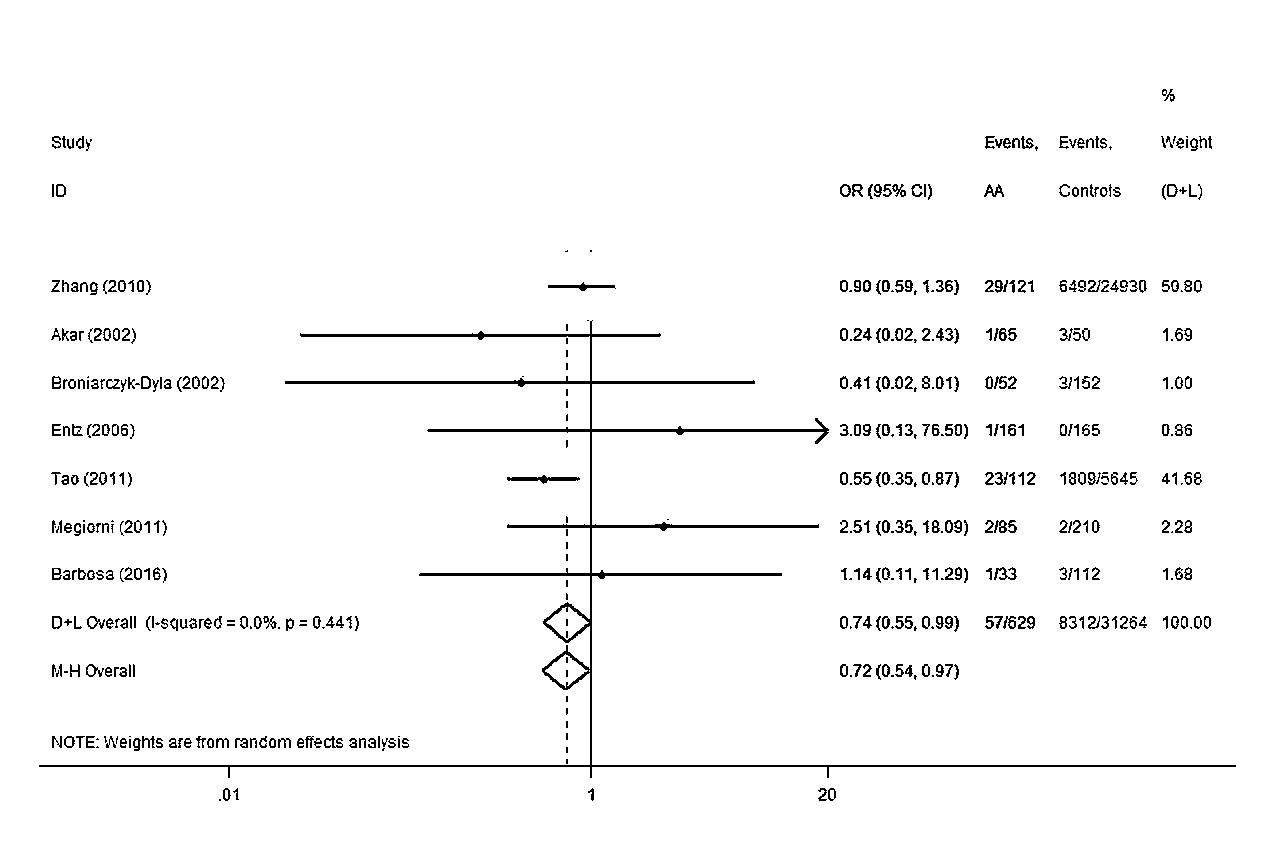 %
Study Events, Events, Weight
ID OR (95% CI) AA Controls (D+L)
Zhang (2010) 0.90 (0.59, 1.36) 29/121 6492/24930 50.80
Akar (2002) 0.24 (0.02, 2.43) 1/65 3/50 1.69
Broniarczyk-Dyla (2002) 0.41 (0.02, 8.01) 0/52 3/152 1.00
Entz (2006) 3.09 (0.13, 76.50) 1/161 0/165 0.86
Tao (2011) 0.55 (0.35, 0.87) 23/112 1809/5645 41.68
Megiorni (2011) 2.51 (0.35, 18.09) 2/85 2/210 2.28
Barbosa (2016) 1.14 (0.11, 11.29) 1/33 3/112 1.68
D+L Overall (I-squared = 0.0%, p = 0.441) 0.74 (0.55, 0.99) 57/629 8312/31264 100.00
M-H Overall 0.72 (0.54, 0.97)
NOTE: Weights are from random effects analysis
.01 1 20